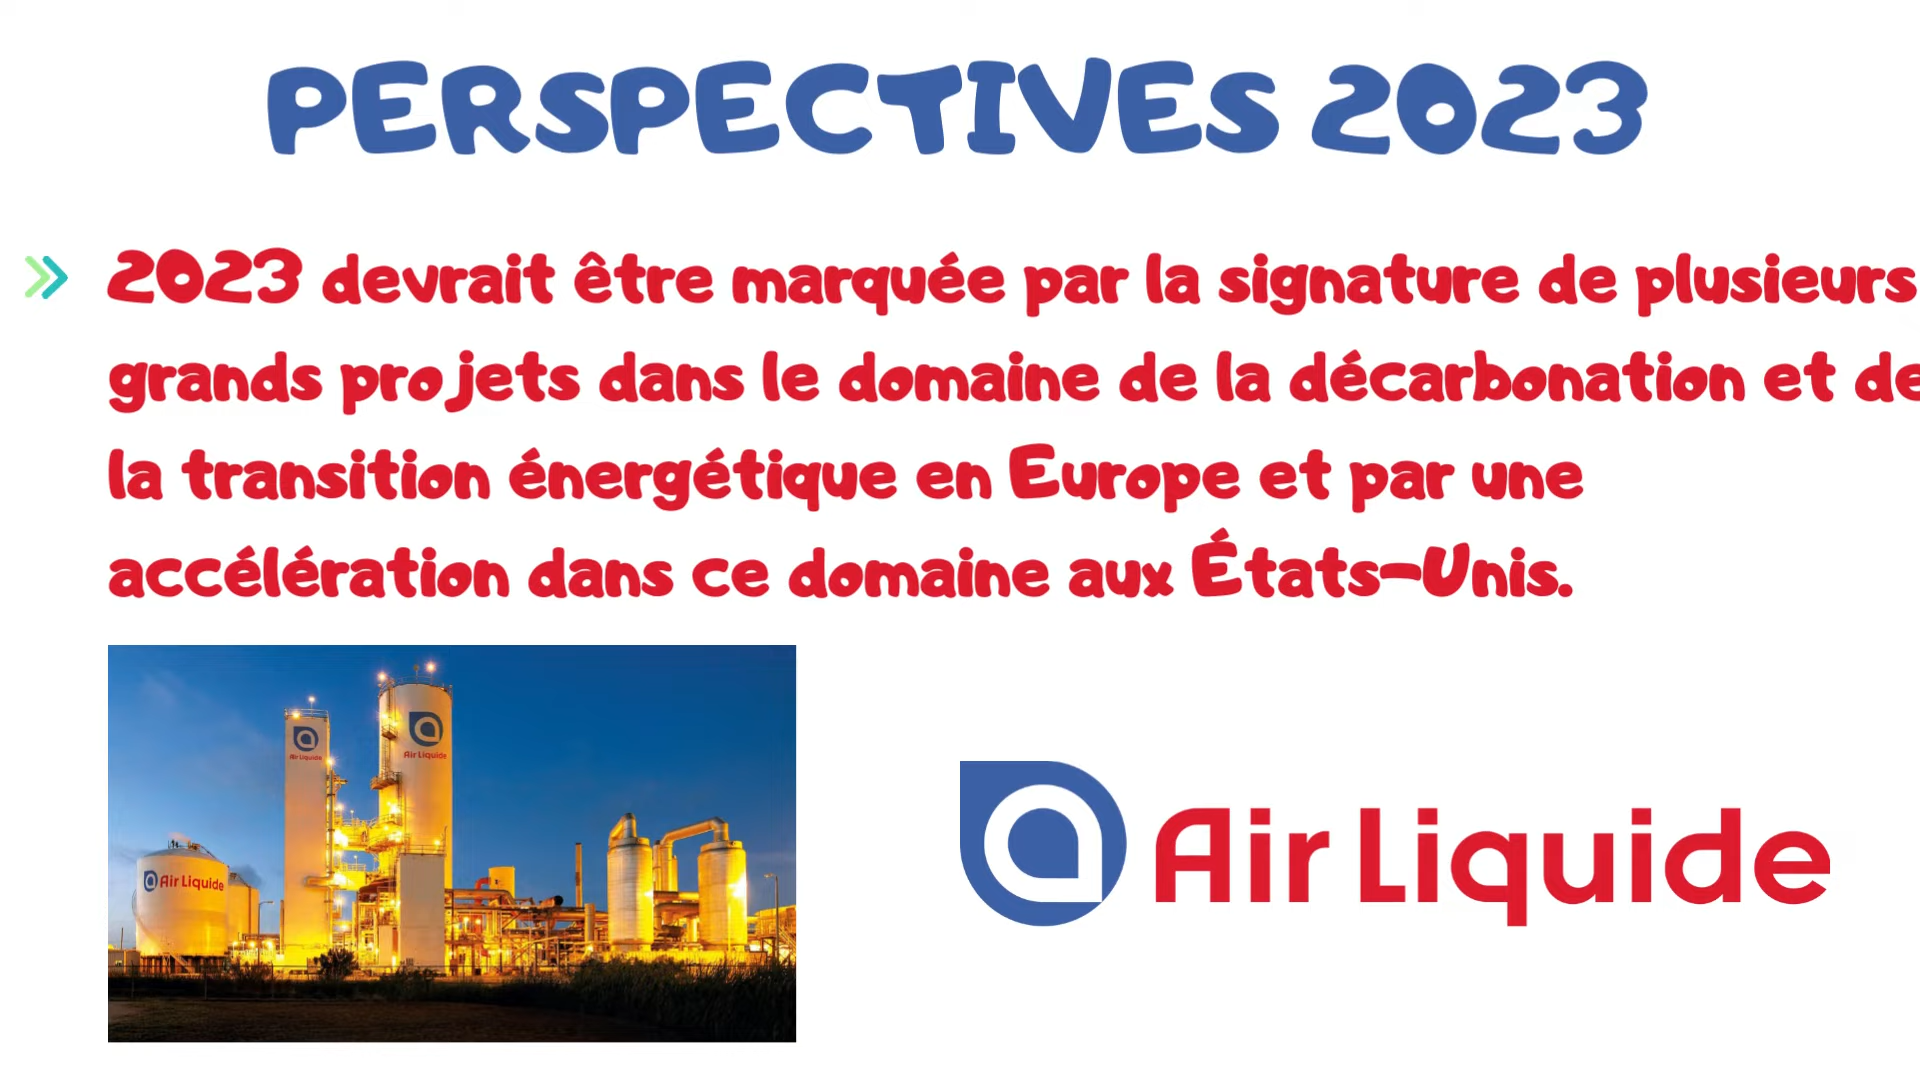 PERSPECTIVES 2023
2023 devrait être marquée par la signature de plusieurs
grands projets dans le domaine de la décarbonation et de
la transition énergétique en Europe et par une
accélération dans ce domaine aux États-Unis.
Air Liquide
Air Liquide
Air Liquide
Air Liquide